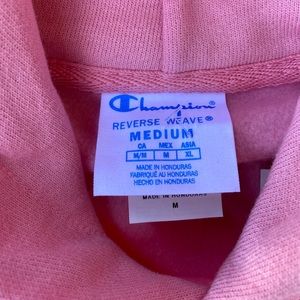 Champion
REVERSE WEAVE®
MEDIUM
CA MEX ASIA
M/M M XL
MADE IN HONDURAS
FABRIQUÉ AU HONDURAS
HECHO EN HONDURAS
MADE IN HONDURAS
M